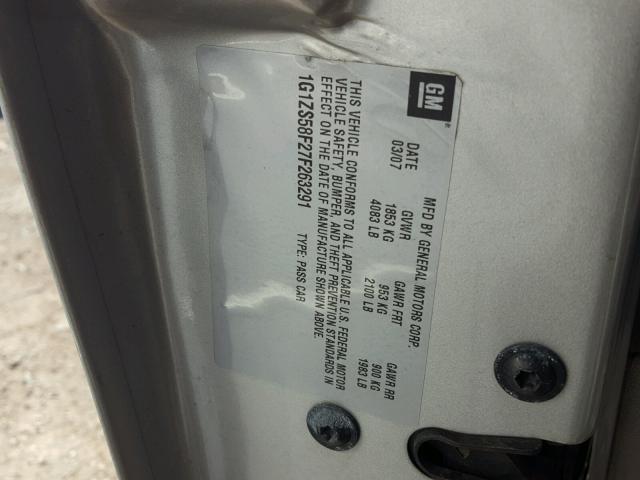 GM
MFD BY GENERAL MOTORS CORP.
DATE GVWR GAWR FRT GAWR RR
03/07 1853 KG 953 KG 900 KG
4083 LB 2100 LB 1983 LB
THIS VEHICLE CONFORMS TO ALL APPLICABLE U.S. FEDERAL MOTOR
VEHICLE SAFETY, BUMPER, AND THEFT PREVENTION STANDARDS IN
EFFECT ON THE DATE OF MANUFACTURE SHOWN ABOVE.
1G1ZS58F27F263291 TYPE: PASS CAR